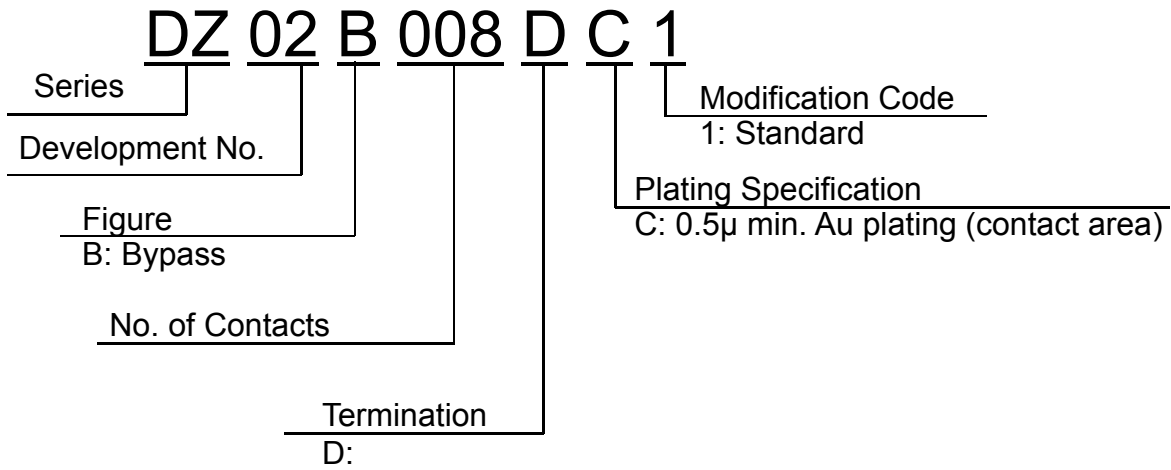 DZ 02 B 008 D C 1
Series
Development No.
Figure
B: Bypass
No. of Contacts
Termination
D:
Modification Code
1: Standard
Plating Specification
C: 0.5μ min. Au plating (contact area)